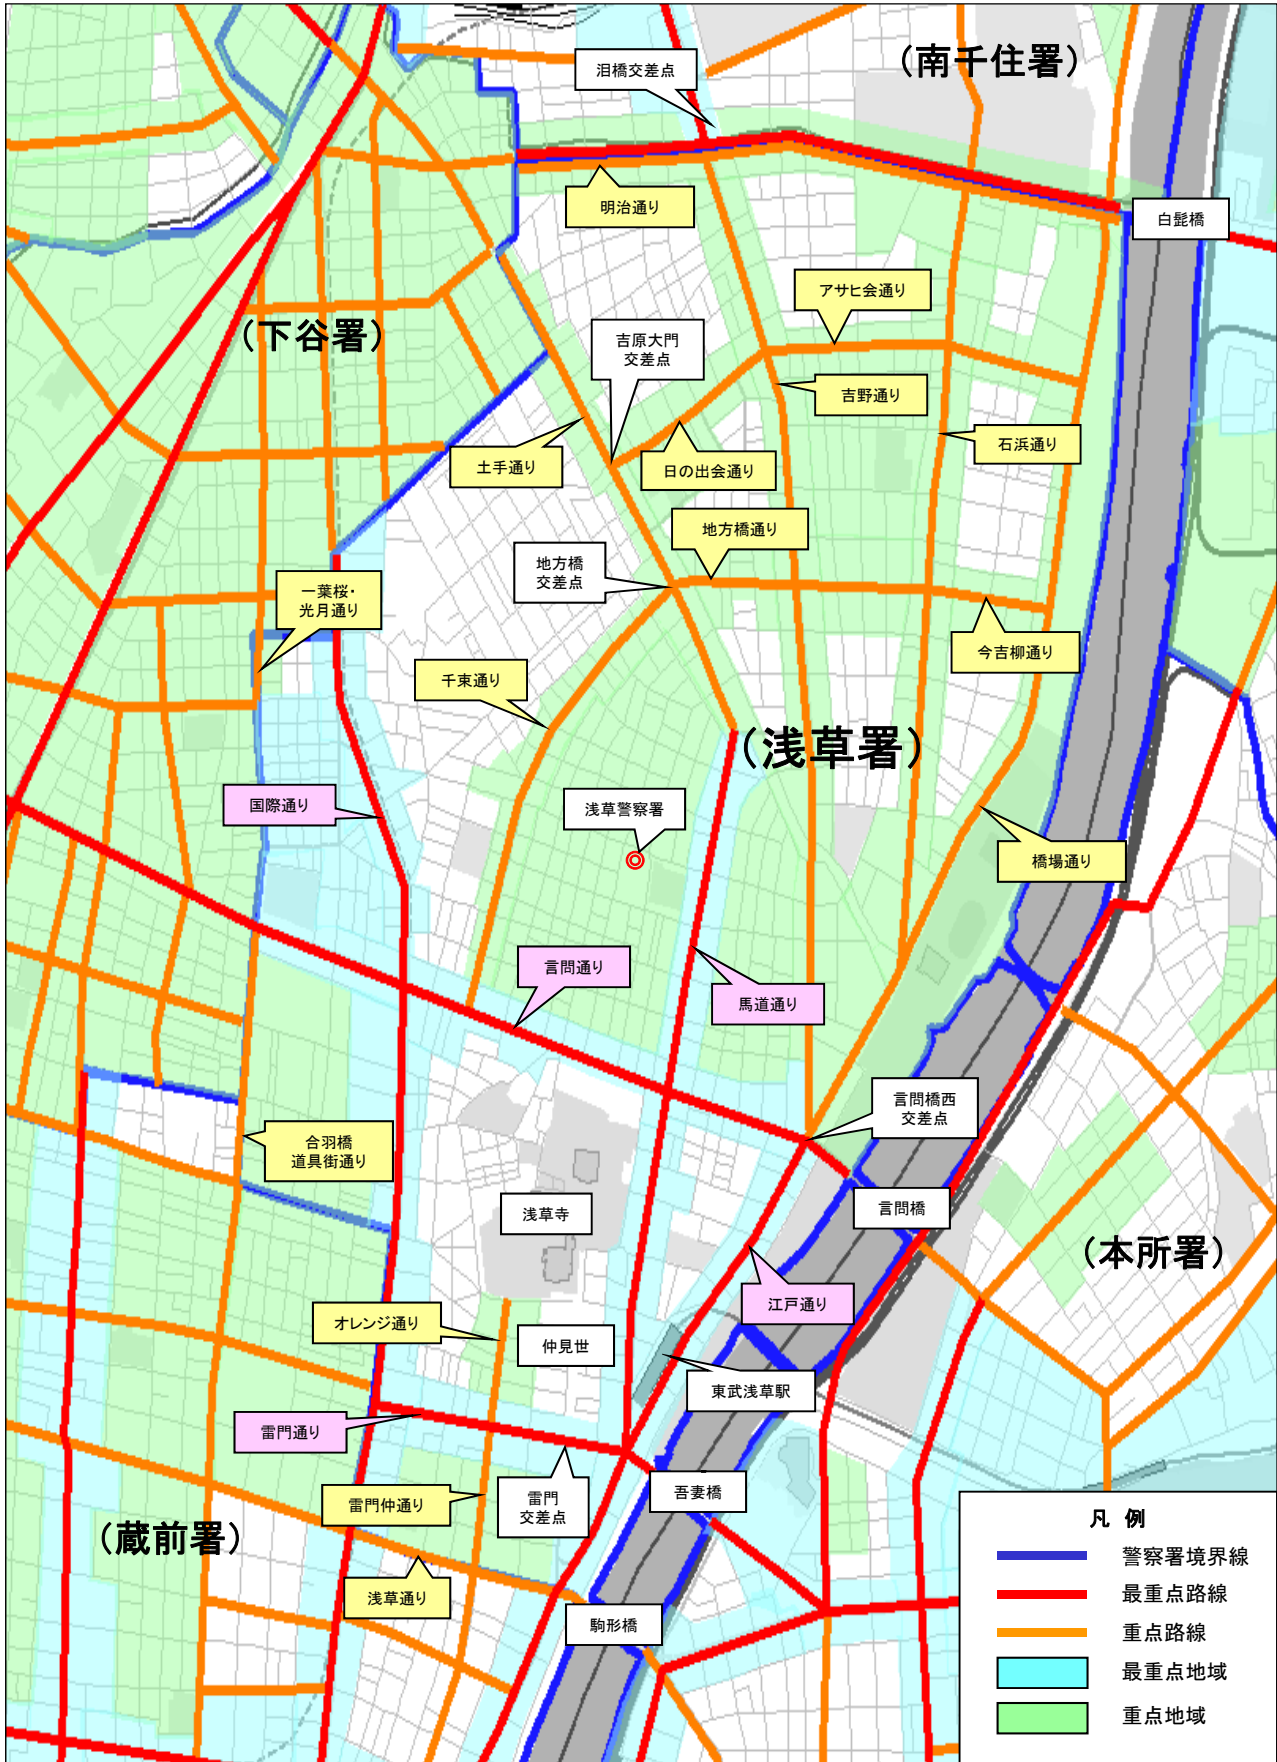 （南千住署）
泪橋交差点
明治通り
白髭橋
アサヒ会通り
（下谷署）
吉原大門
交差点
吉野通り
石浜通り
土手通り
日の出会通り
地方橋通り
地方橋
交差点
一葉桜・
光月通り
今吉柳通り
千束通り
（浅草署）
国際通り
浅草警察署
橋場通り
言問通り
馬道通り
言問橋西
交差点
合羽橋
道具街通り
浅草寺
言問橋
（本所署）
江戸通り
オレンジ通り
仲見世
東武浅草駅
雷門通り
雷門仲通り
雷門
交差点
吾妻橋
（蔵前署）
浅草通り
駒形橋
凡 例
警察署境界線
最重点路線
重点路線
最重点地域
重点地域